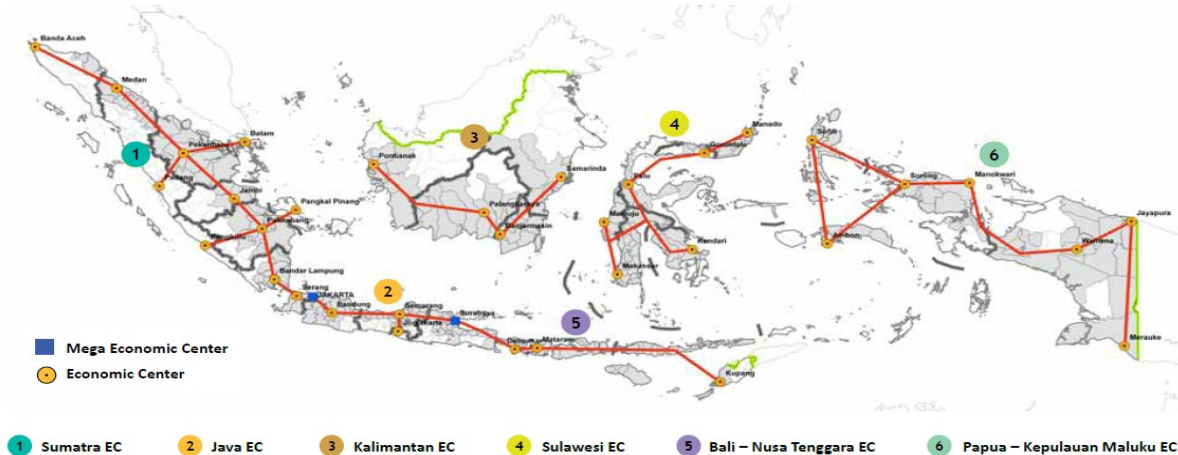 Banda Aceh
Medan
Batam
Pekanbaru
Padang
Jambi
Pangkal Pinang
Palembang
Bengkulu
Bandar Lampung
Serang
JAKARTA
Bandung
Semarang
Jogjakarta
Surabaya
Mataram
Kupang
Pontianak
Palangkaraya
Banjarmasin
Samarinda
Manado
Gorontalo
Palu
Mamuju
Kendari
Makassar
Sofifi
Ambon
Sorong
Manokwari
Jayapura
Wamena
Merauke
1
2
3
4
5
6
Mega Economic Center
Economic Center
1 Sumatra EC 2 Java EC 3 Kalimantan EC 4 Sulawesi EC 5 Bali – Nusa Tenggara EC 6 Papua – Kepulauan Maluku EC